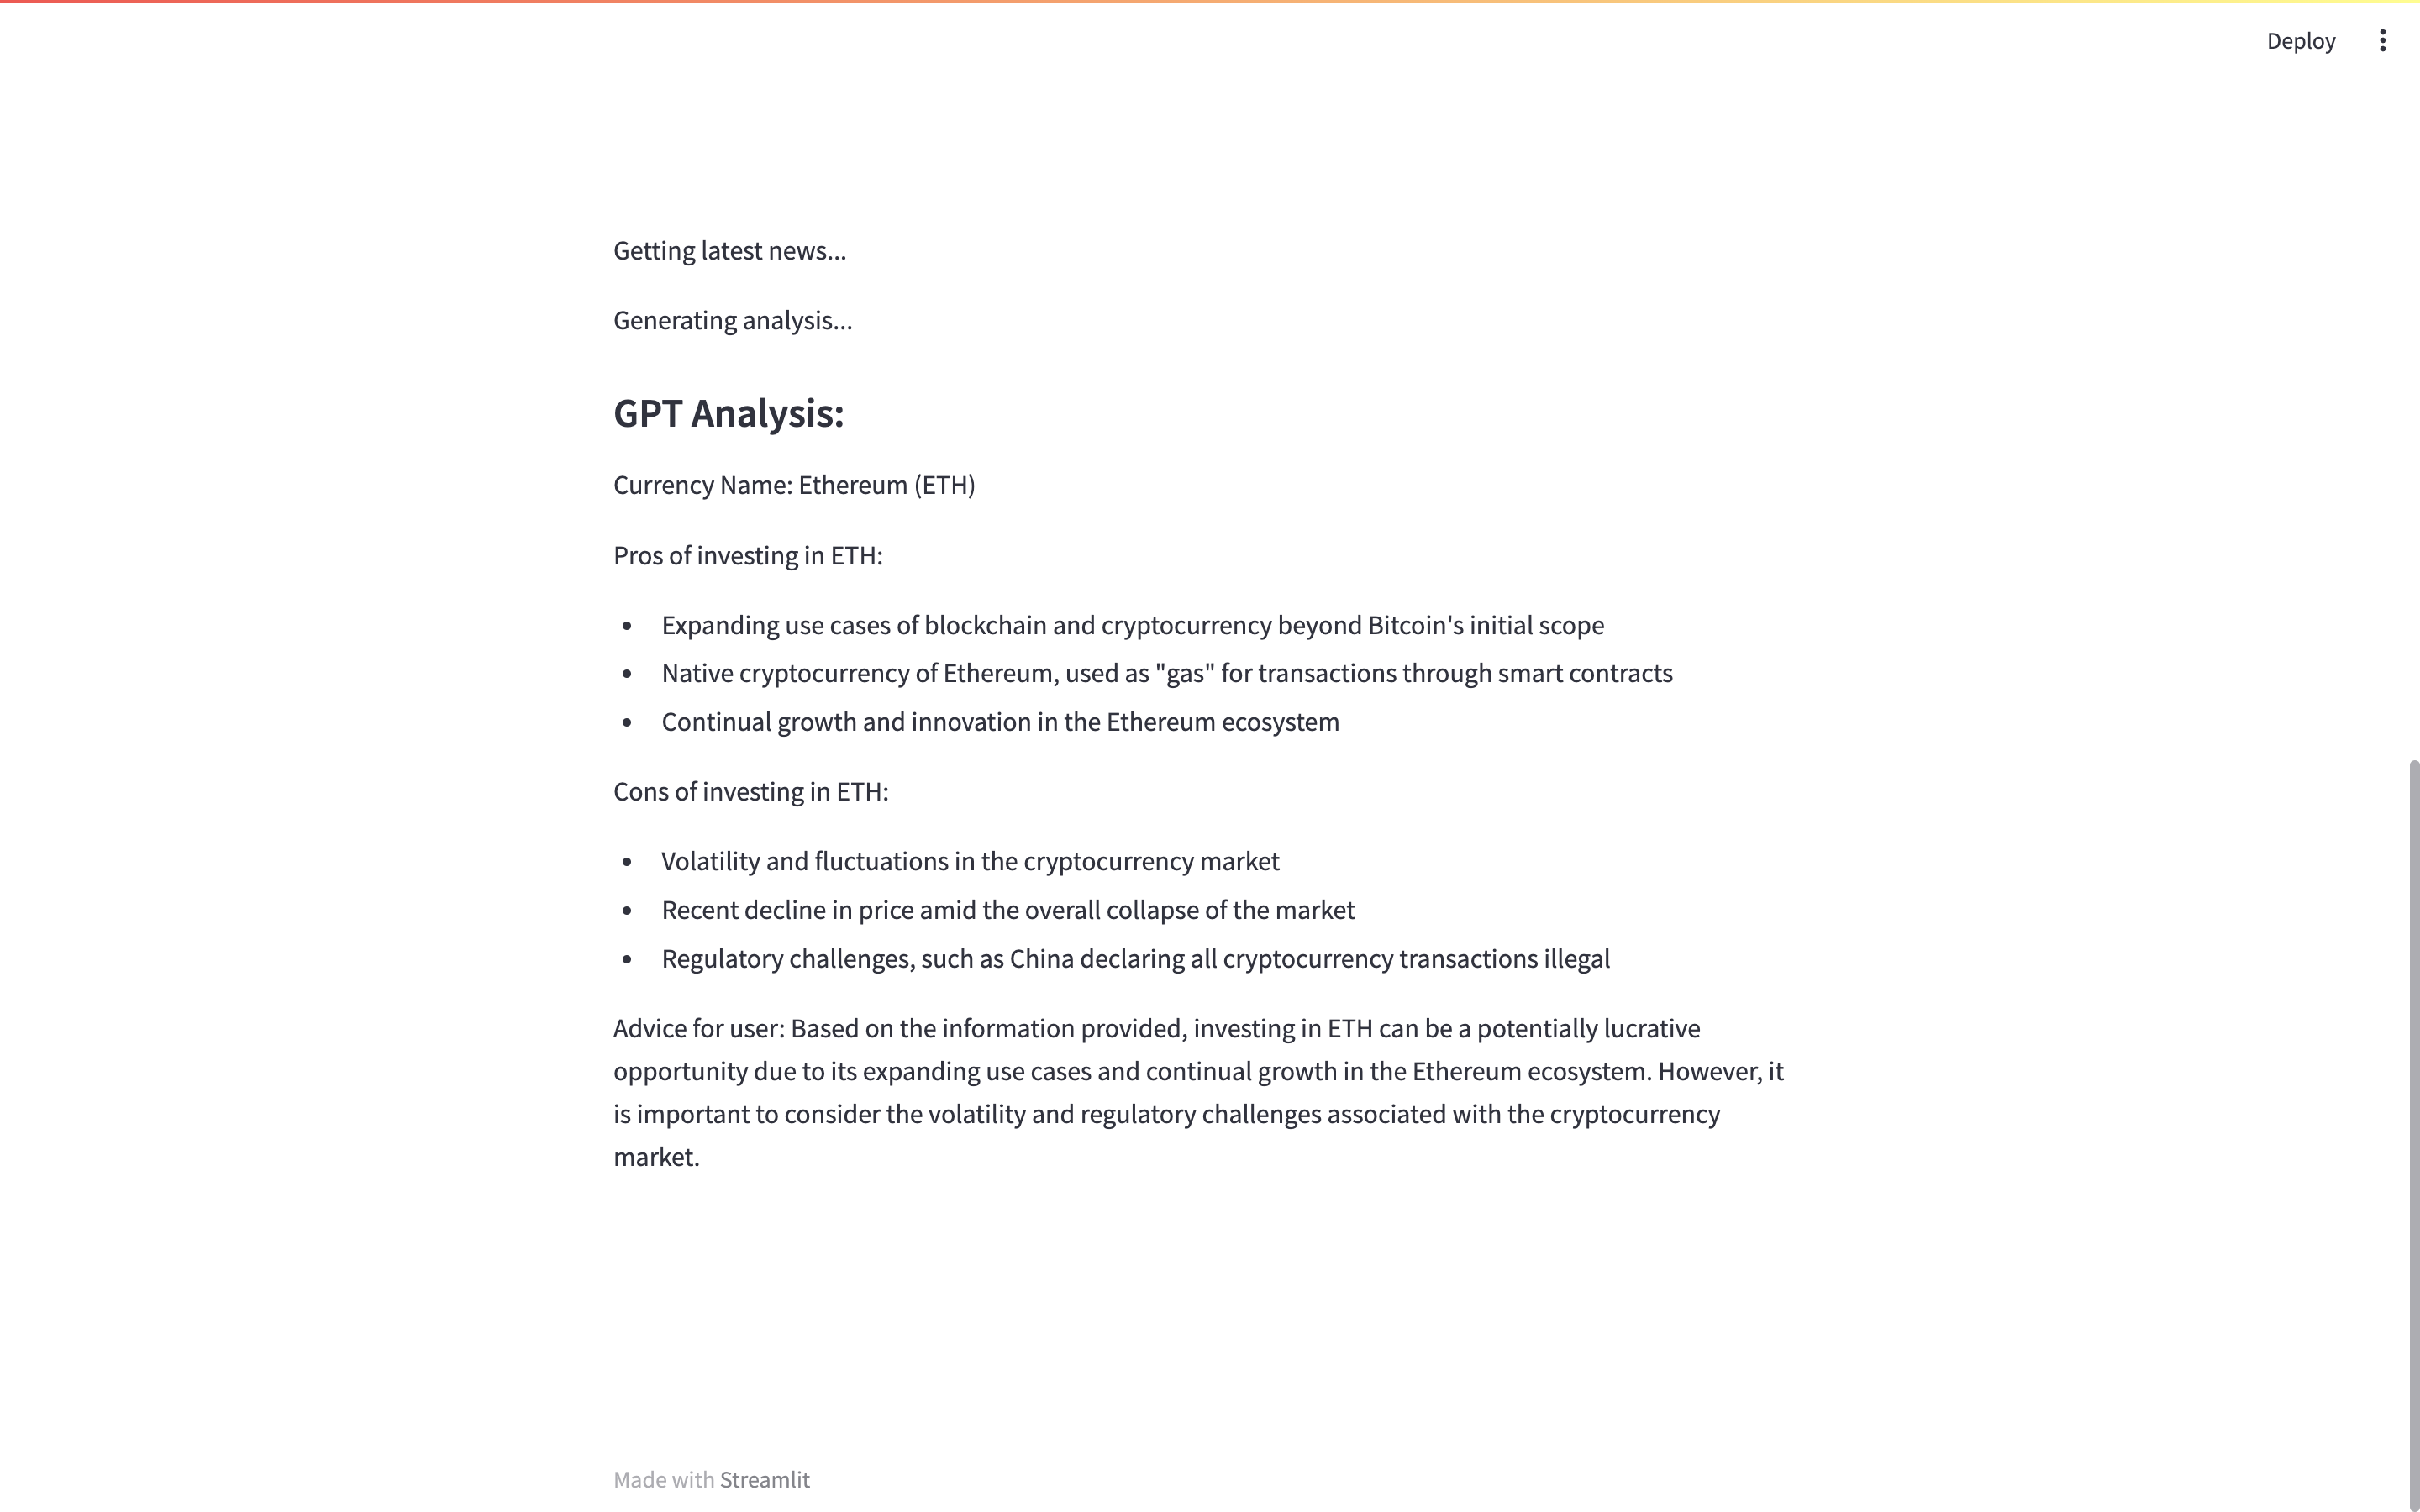 Deploy
Getting latest news...
Generating analysis...
GPT Analysis:
Currency Name: Ethereum (ETH)
Pros of investing in ETH:
• Expanding use cases of blockchain and cryptocurrency beyond Bitcoin's initial scope
• Native cryptocurrency of Ethereum, used as "gas" for transactions through smart contracts
• Continual growth and innovation in the Ethereum ecosystem
Cons of investing in ETH:
• Volatility and fluctuations in the cryptocurrency market
• Recent decline in price amid the overall collapse of the market
• Regulatory challenges, such as China declaring all cryptocurrency transactions illegal
Advice for user: Based on the information provided, investing in ETH can be a potentially lucrative
opportunity due to its expanding use cases and continual growth in the Ethereum ecosystem. However, it
is important to consider the volatility and regulatory challenges associated with the cryptocurrency
market.
Made with Streamlit